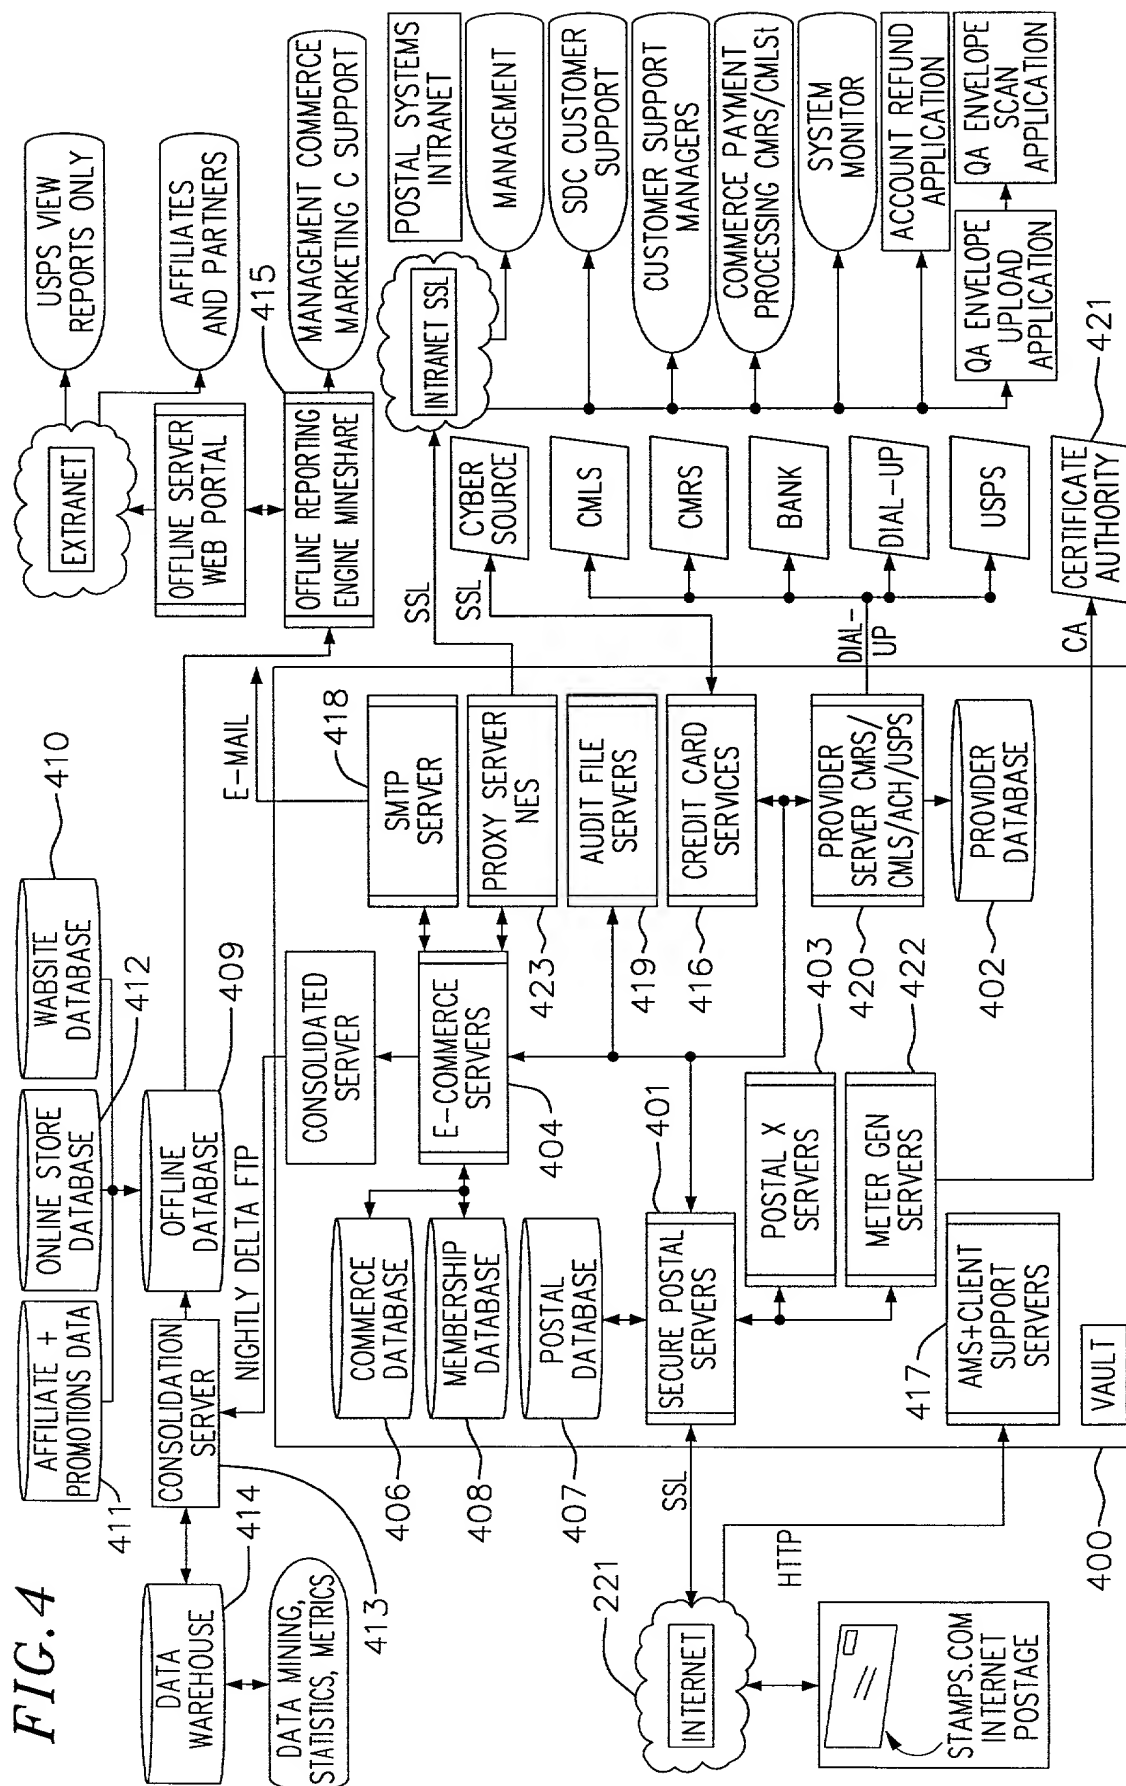 FIG.4
AFFILIATE +
PROMOTIONS DATA
411
ONLINE STORE
DATABASE
412
WABSITE
DATABASE
410
DATA
WAREHOUSE
414
CONSOLIDATION
SERVER
413
OFFLINE
DATABASE
409
DATA MINING,
STATISTICS, METRICS
NIGHTLY DELTA FTP
E-MAIL
EXTRANET
USPS VIEW
REPORTS ONLY
AFFILIATES
AND PARTNERS
OFFLINE SERVER
WEB PORTAL
OFFLINE REPORTING
ENGINE MINESHARE
415
MANAGEMENT COMMERCE
MARKETING C SUPPORT
CONSOLIDATED
SERVER
COMMERCE
DATABASE
406
MEMBERSHIP
DATABASE
408
POSTAL
DATABASE
407
E-COMMERCE
SERVERS
404
SMTP
SERVER
418
PROXY SERVER
NES
423
AUDIT FILE
SERVERS
419
CREDIT CARD
SERVICES
416
PROVIDER
SERVER CMRS/
CMLS/ACH/USPS
420
PROVIDER
DATABASE
402
SECURE POSTAL
SERVERS
401
POSTAL X
SERVERS
403
METER GEN
SERVERS
422
AMS+CLIENT
SUPPORT
SERVERS
417
VAULT
400
SSL
HTTP
221
INTERNET
STAMPS.COM
INTERNET
POSTAGE
SSL
SSL
DIAL-
UP
CA
CYBER
SOURCE
CMLS
CMRS
BANK
DIAL-UP
USPS
CERTIFICATE
AUTHORITY
421
INTRANET SSL
POSTAL SYSTEMS
INTRANET
MANAGEMENT
SDC CUSTOMER
SUPPORT
CUSTOMER SUPPORT
MANAGERS
COMMERCE PAYMENT
PROCESSING CMRS/CMLSt
SYSTEM
MONITOR
ACCOUNT REFUND
APPLICATION
QA ENVELOPE
UPLOAD
APPLICATION
QA ENVELOPE
SCAN
APPLICATION